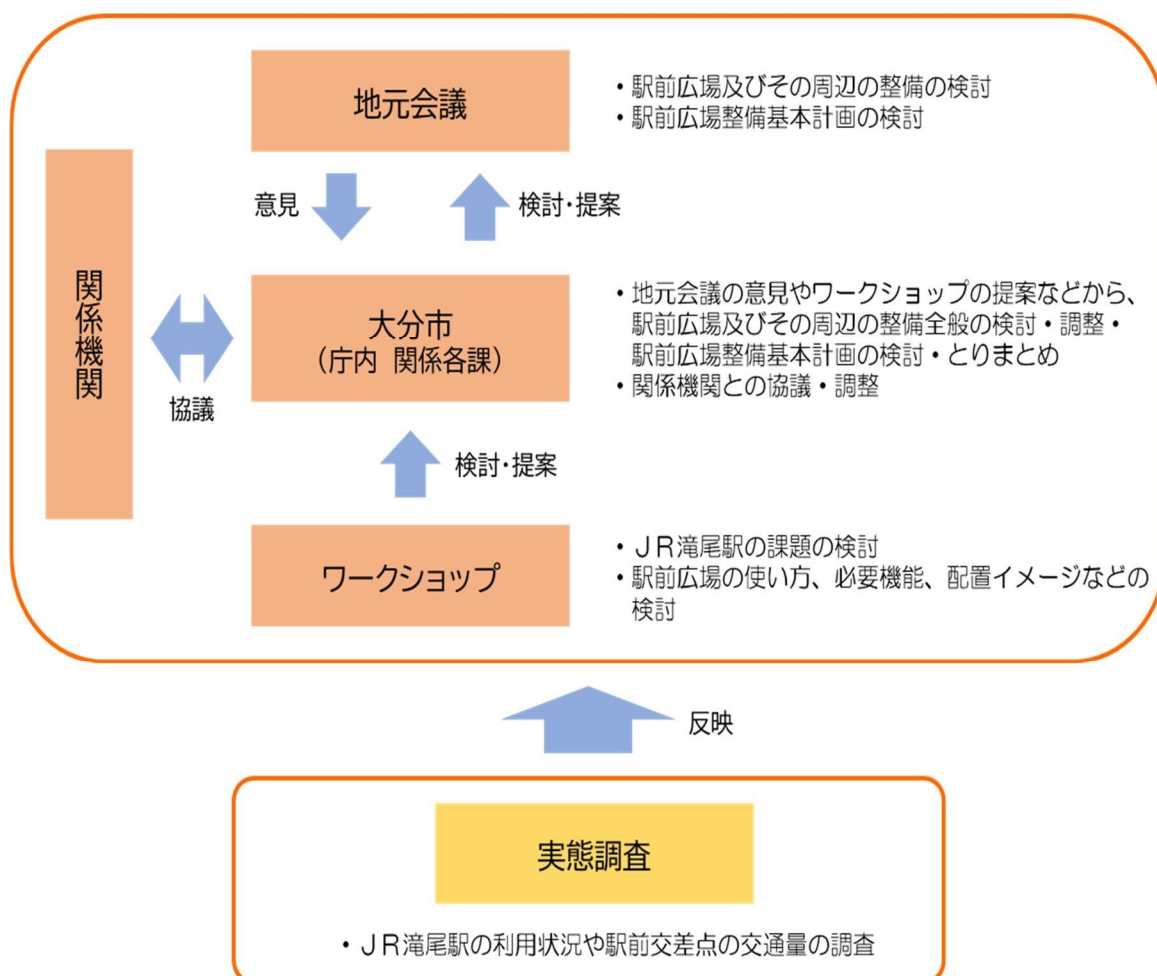 地元会議
・駅前広場及びその周辺の整備の検討
・駅前広場整備基本計画の検討
意見
検討・提案
関係機関
協議
大分市
（庁内 関係各課）
・地元会議の意見やワークショップの提案などから、
駅前広場及びその周辺の整備全般の検討・調整・
駅前広場整備基本計画の検討・とりまとめ
・関係機関との協議・調整
検討・提案
ワークショップ
・ＪＲ滝尾駅の課題の検討
・駅前広場の使い方、必要機能、配置イメージなどの
検討
反映
実態調査
・ＪＲ滝尾駅の利用状況や駅前交差点の交通量の調査